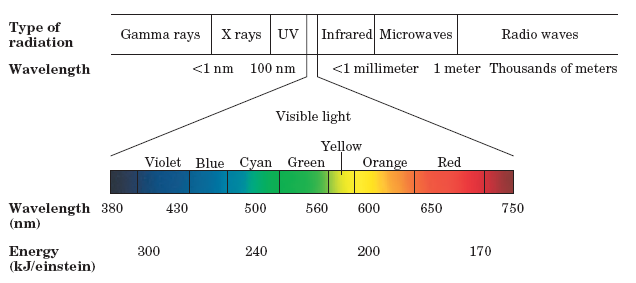 Type of radiation
Gamma rays X rays UV Infrared Microwaves Radio waves
Wavelength <1 nm 100 nm <1 millimeter 1 meter Thousands of meters
Visible light
Yellow
Violet Blue Cyan Green Orange Red
Wavelength 380 430 500 560 600 650 750
(nm)
Energy 300 240 200 170
(kJ/einstein)